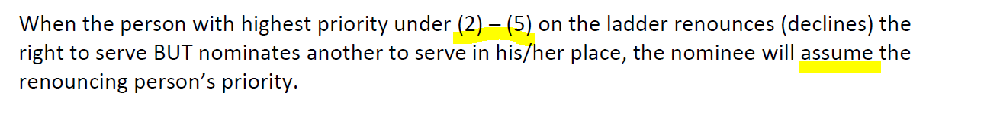 When the person with highest priority under (2) – (5) on the ladder renounces (declines) the
right to serve BUT nominates another to serve in his/her place, the nominee will assume the
renouncing person’s priority.